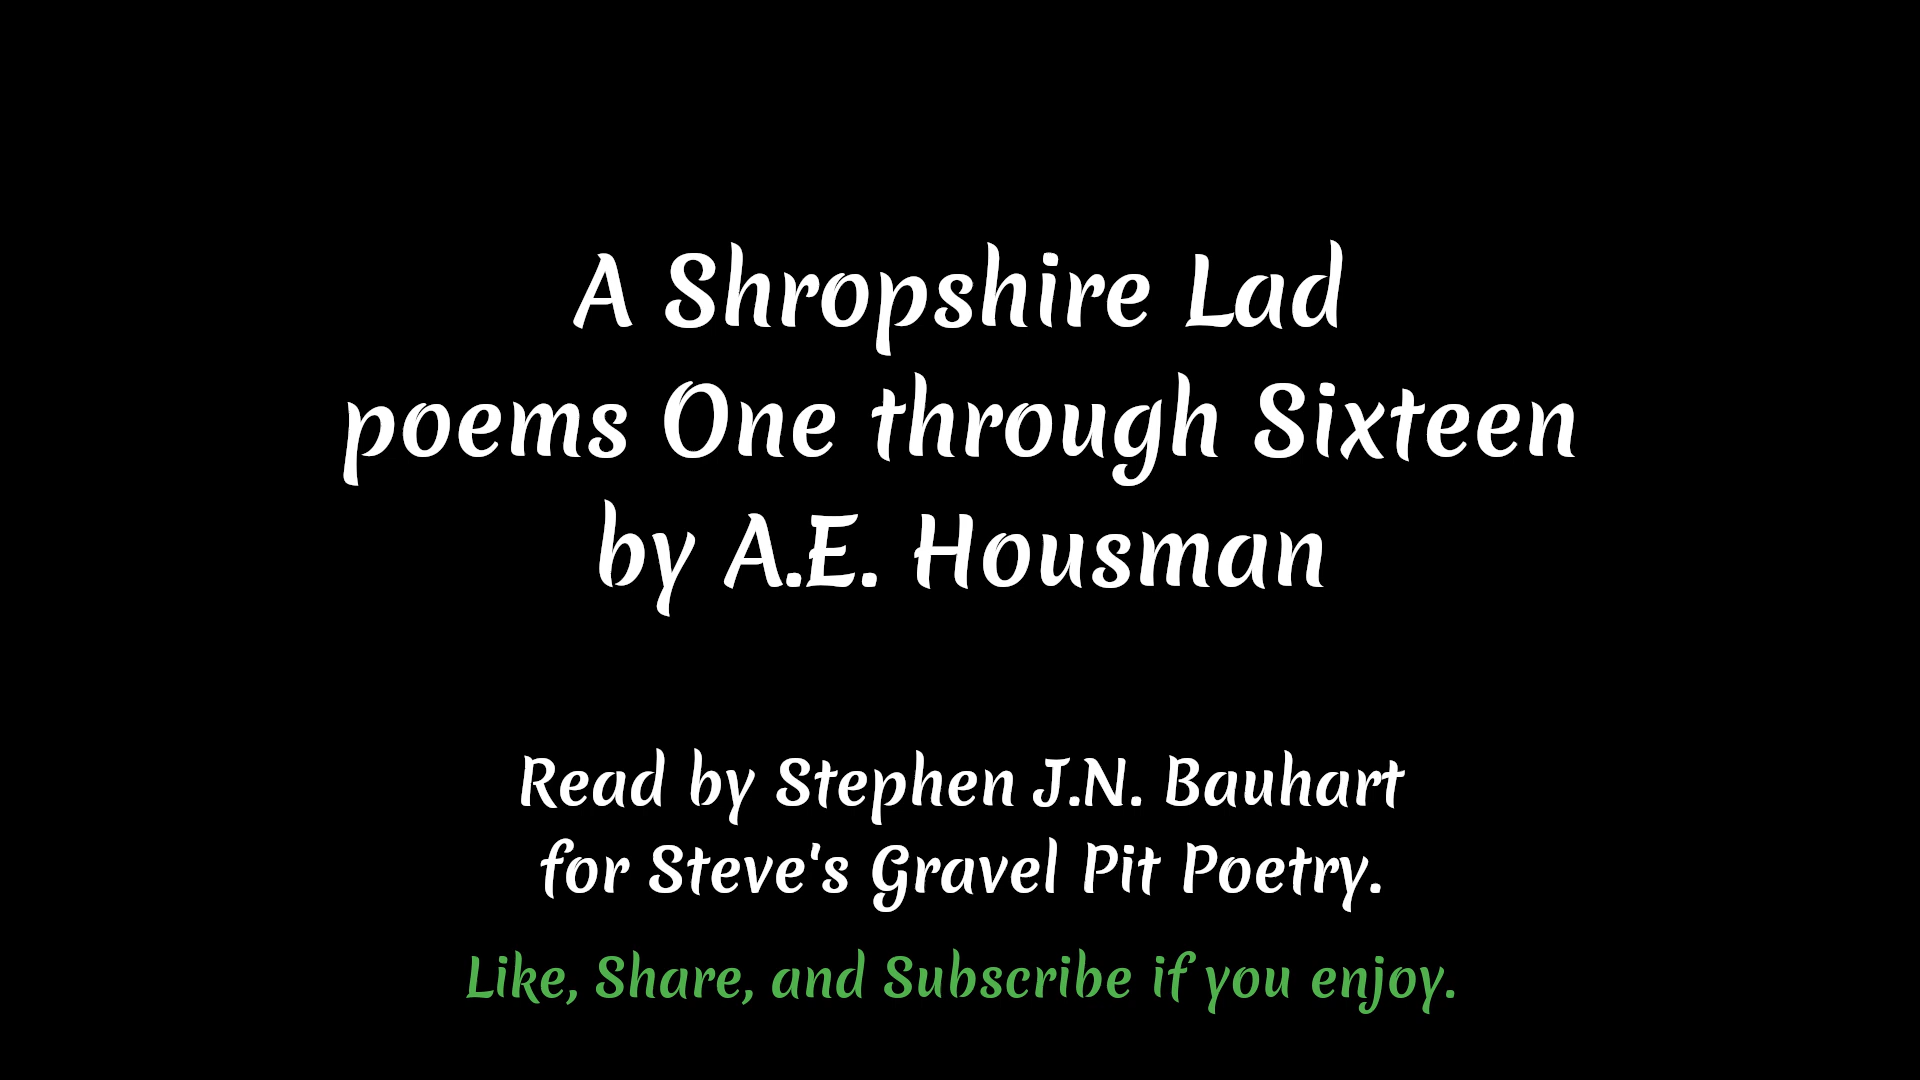 A Shropshire Lad
poems One through Sixteen
by A.E. Housman
Read by Stephen J.N. Bauhart
for Steve's Gravel Pit Poetry.
Like, Share, and Subscribe if you enjoy.